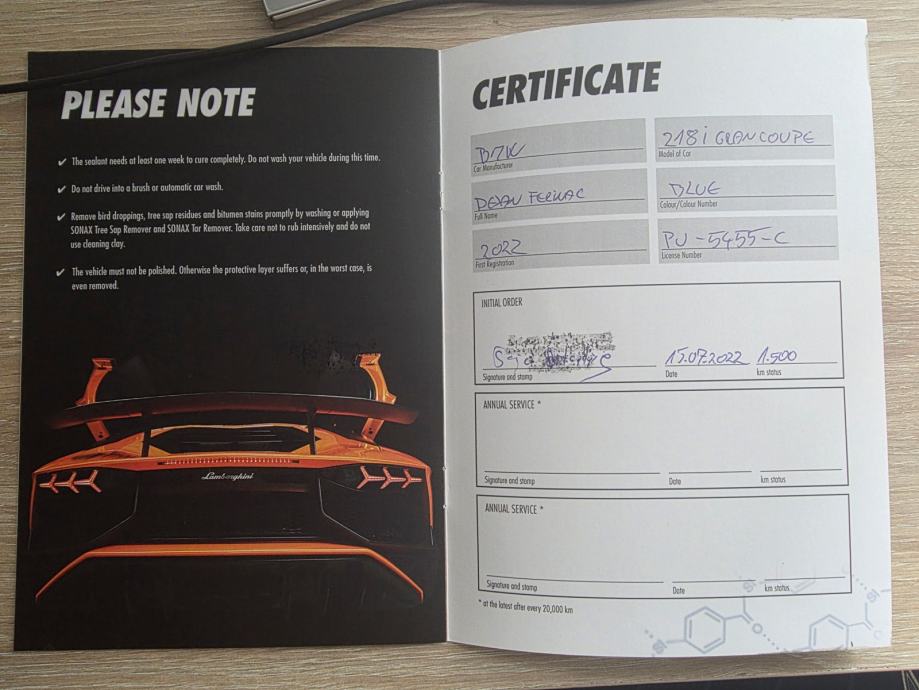 PLEASE NOTE
✔ The sealant needs at least one week to cure completely. Do not wash your vehicle during this time.
✔ Do not drive into a brush or automatic car wash.
✔ Remove bird droppings, tree sap residues and bitumen stains promptly by washing or applying
SONAX Tree Sap Remover and SONAX Tar Remover. Take care not to rub intensively and do not
use cleaning clay.
✔ The vehicle must not be polished. Otherwise the protective layer suffers or, in the worst case, is
even removed.
Lamborghini
CERTIFICATE
BMW
Car Manufacturer
218i GRAN COUPE
Model of Car
DEAN FERNAC
Full Name
BLUE
Colour/Colour Number
2022
First Registration
PU-5455-C
License Number
INITIAL ORDER
15.07.2022 1.500
Signature and stamp Date km status
ANNUAL SERVICE *
Signature and stamp Date km status
ANNUAL SERVICE *
Signature and stamp Date km status
* at the latest after every 20,000 km